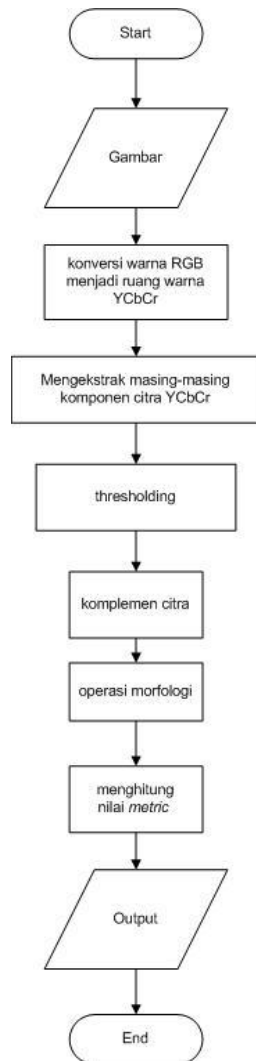 Start
Gambar
konversi warna RGB
menjadi ruang warna
YCbCr
Mengekstrak masing-masing
komponen citra YCbCr
thresholding
komplemen citra
operasi morfologi
menghitung
nilai metric
Output
End